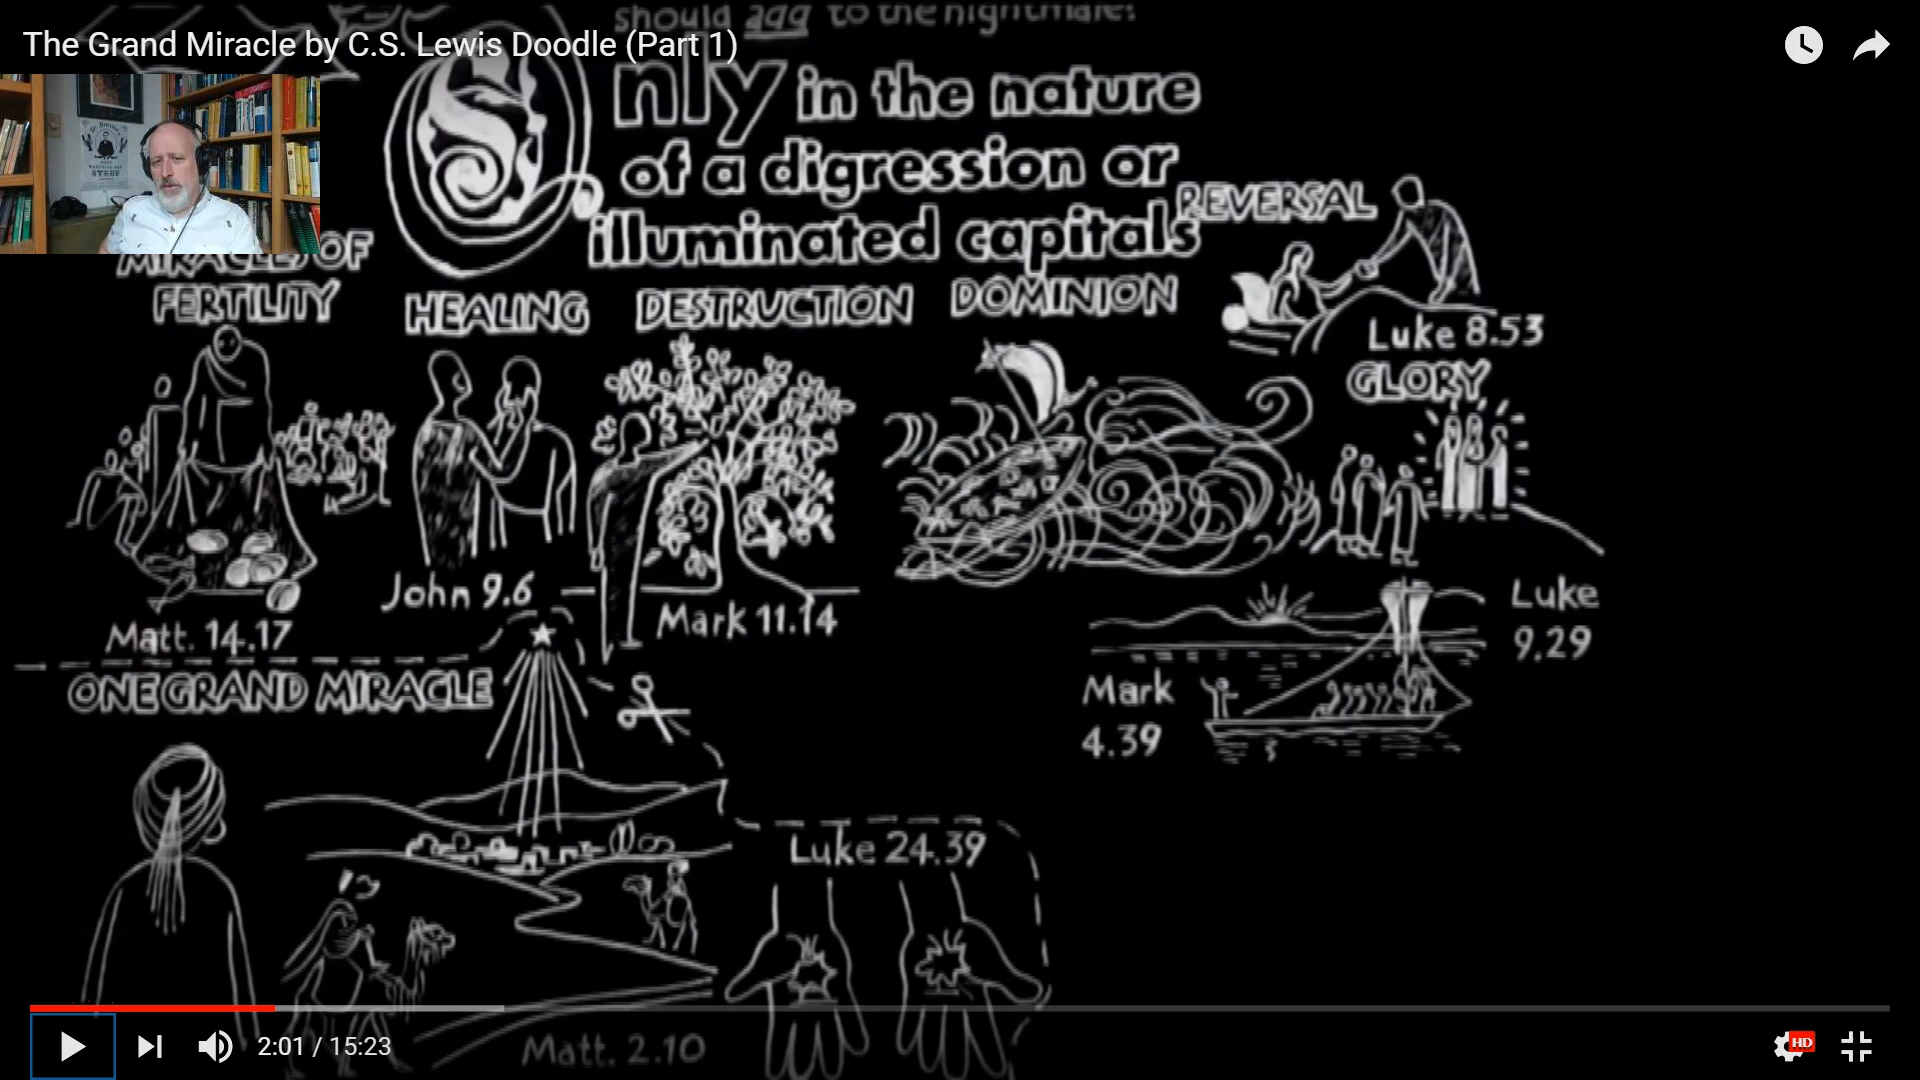 should add to the nightmare!
The Grand Miracle by C.S. Lewis Doodle (Part 1)
nly in the nature
of a digression or
illuminated capitals
MIRACLES OF
FERTILITY
HEALING
DESTRUCTION
DOMINION
REVERSAL
Luke 8.53
GLORY
John 9.6
Mark 11.14
Matt. 14.17
Luke
9.29
Mark
4.39
ONE GRAND MIRACLE
Luke 24.39
Matt. 2.10
2:01 / 15:23
HD